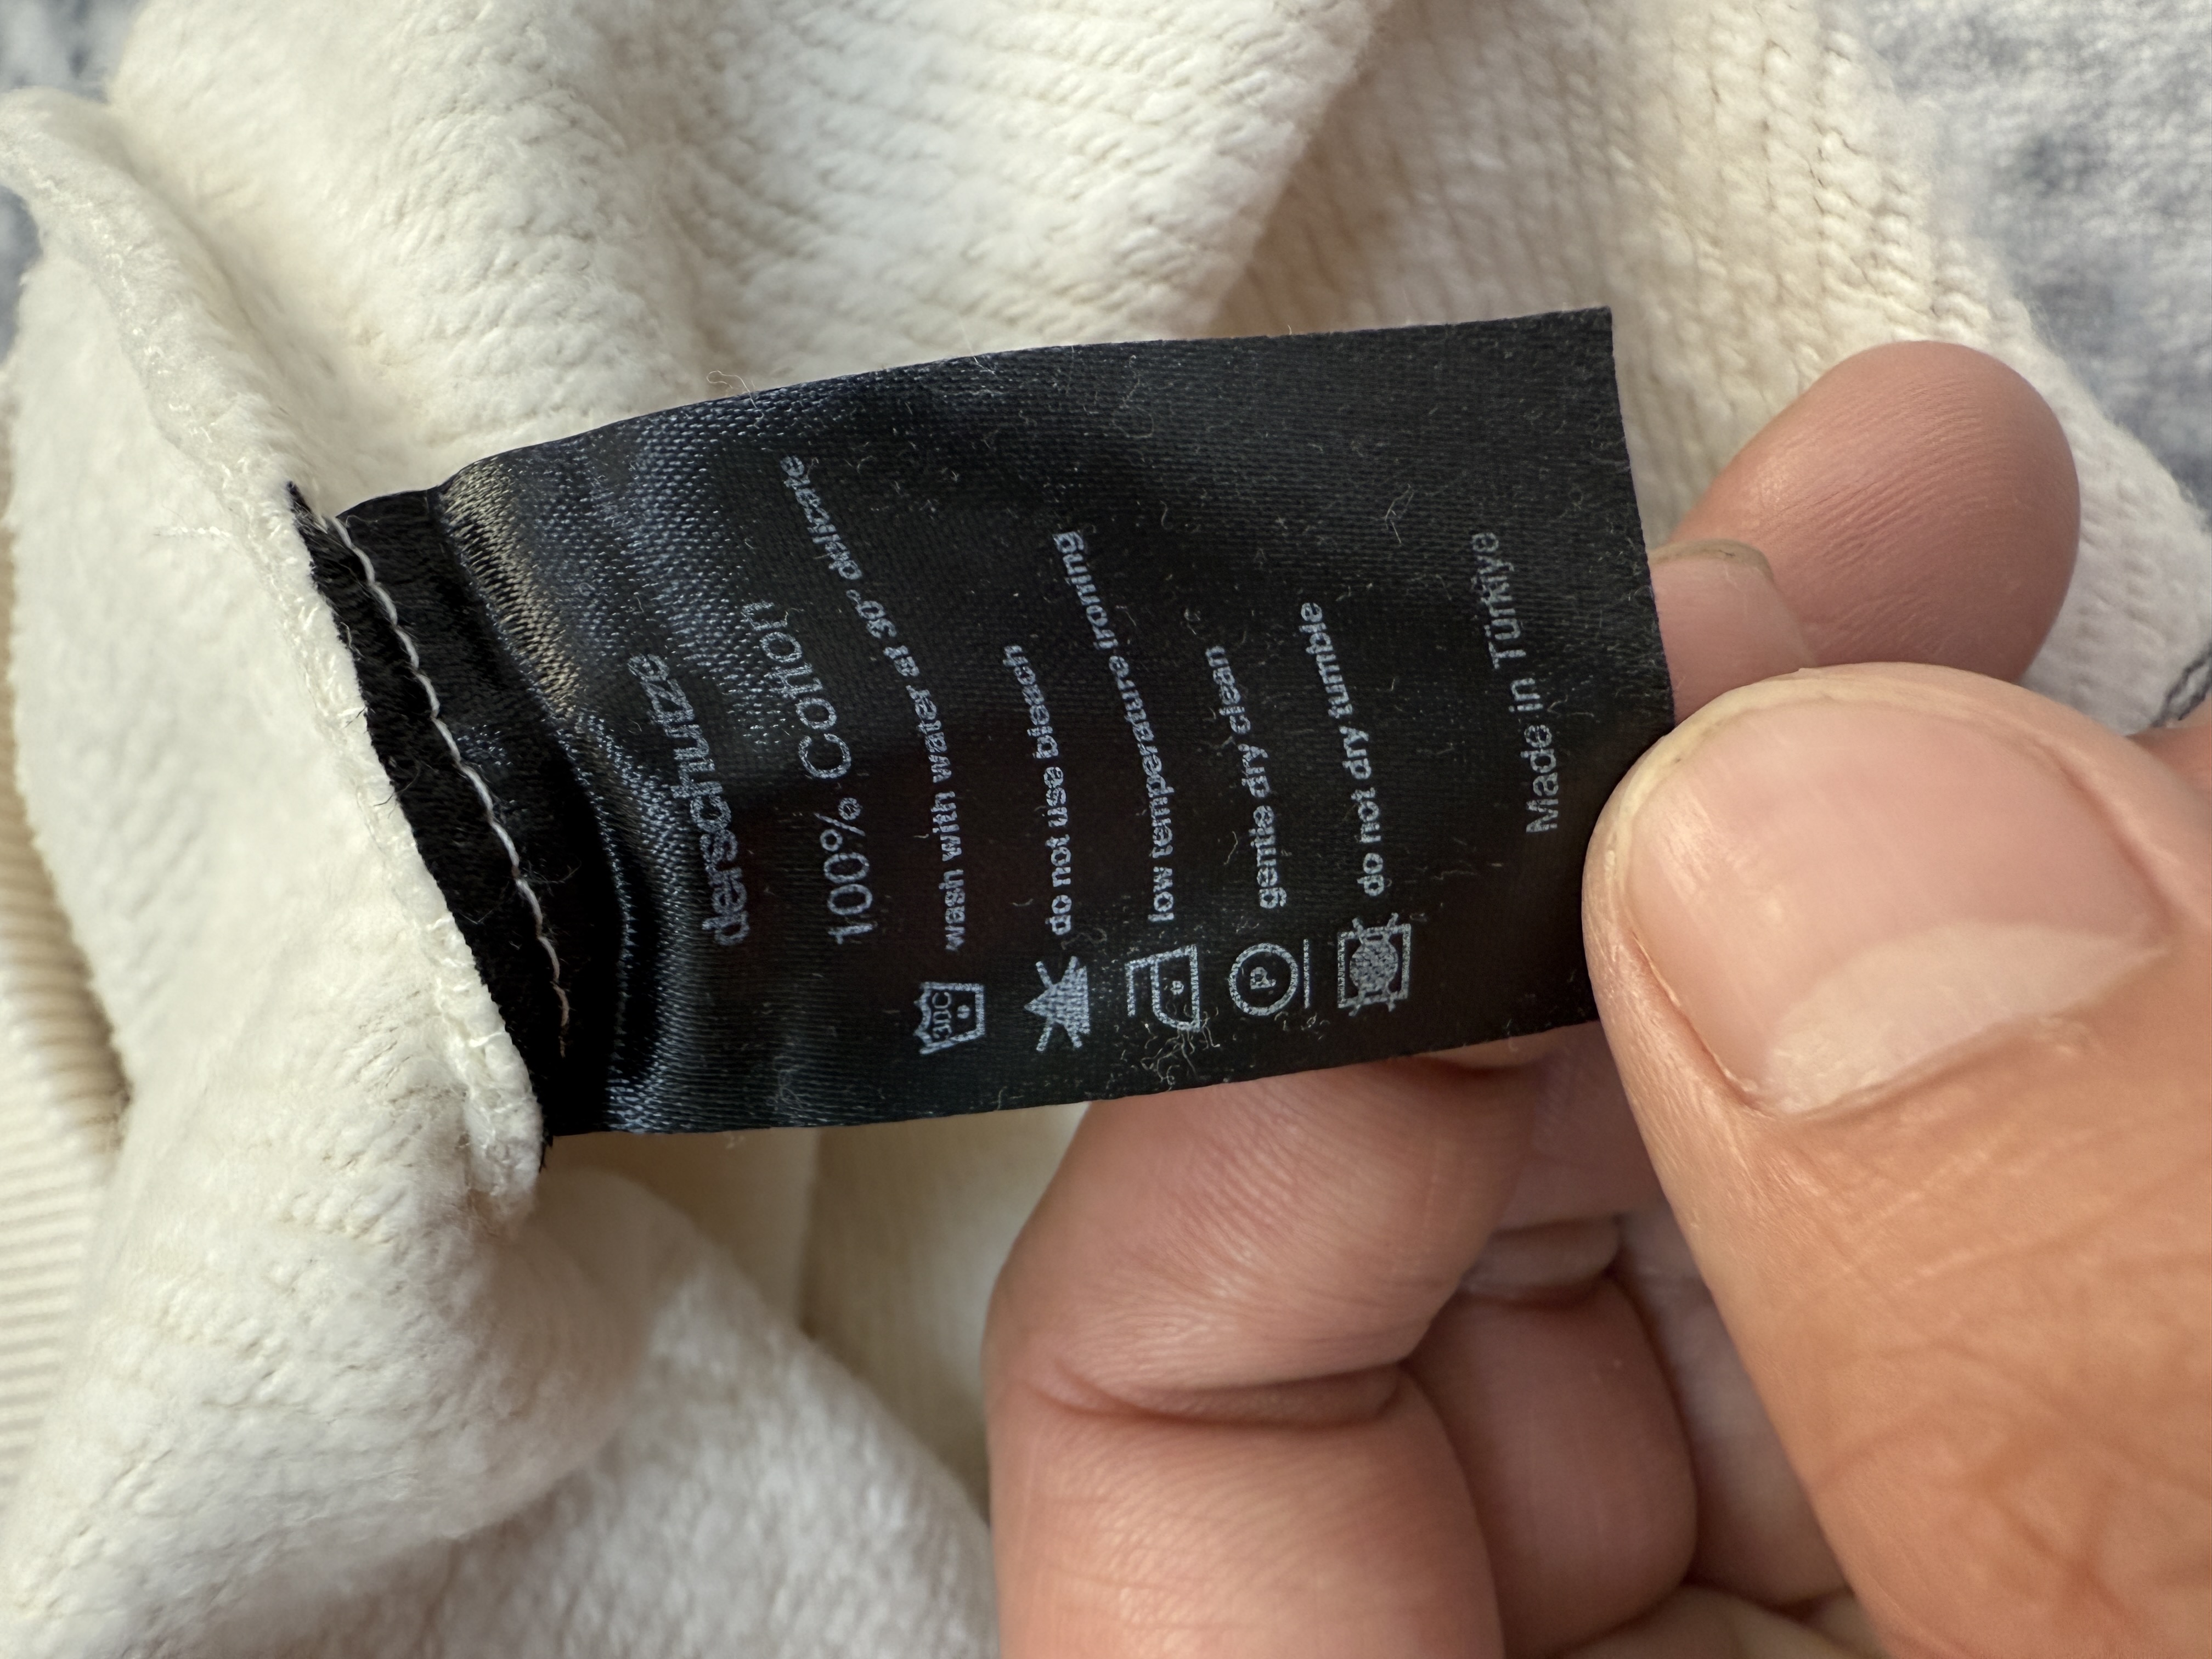 derschutze
100% Cotton
30C
wash with water at 30° delicate
do not use bleach
low temperature ironing
P
gentle dry clean
do not dry tumble
Made in Türkiye